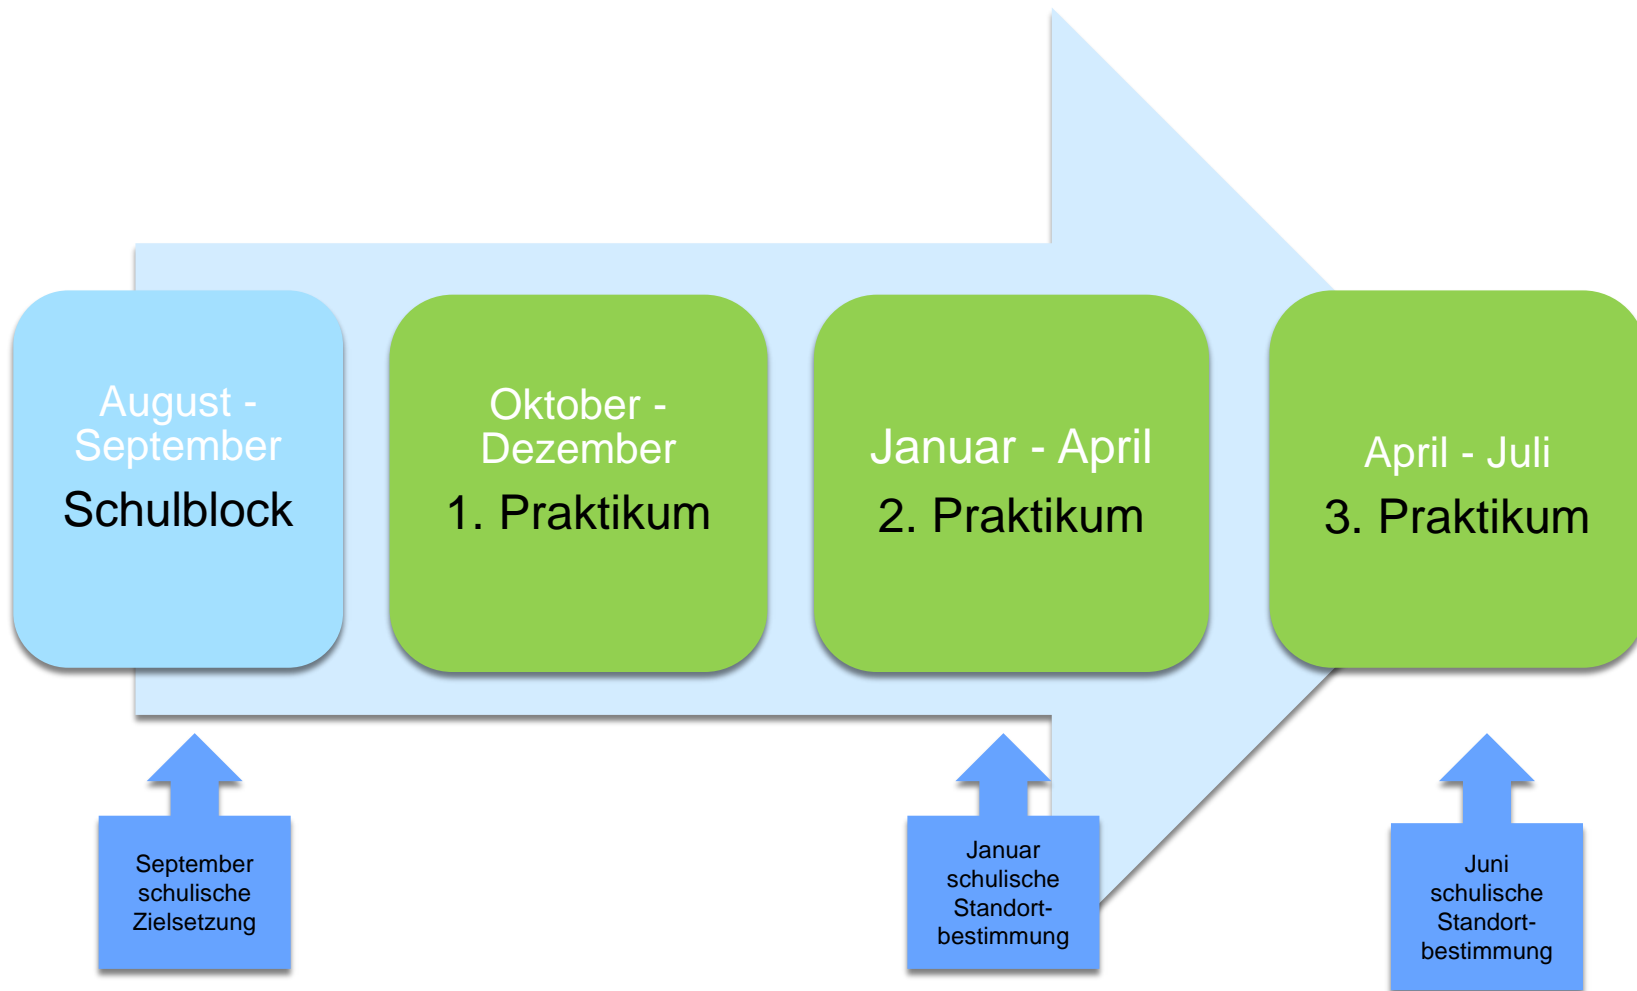 August -
September
Schulblock
Oktober -
Dezember
1. Praktikum
Januar - April
2. Praktikum
April - Juli
3. Praktikum
September
schulische
Zielsetzung
Januar
schulische
Standort-
bestimmung
Juni
schulische
Standort-
bestimmung